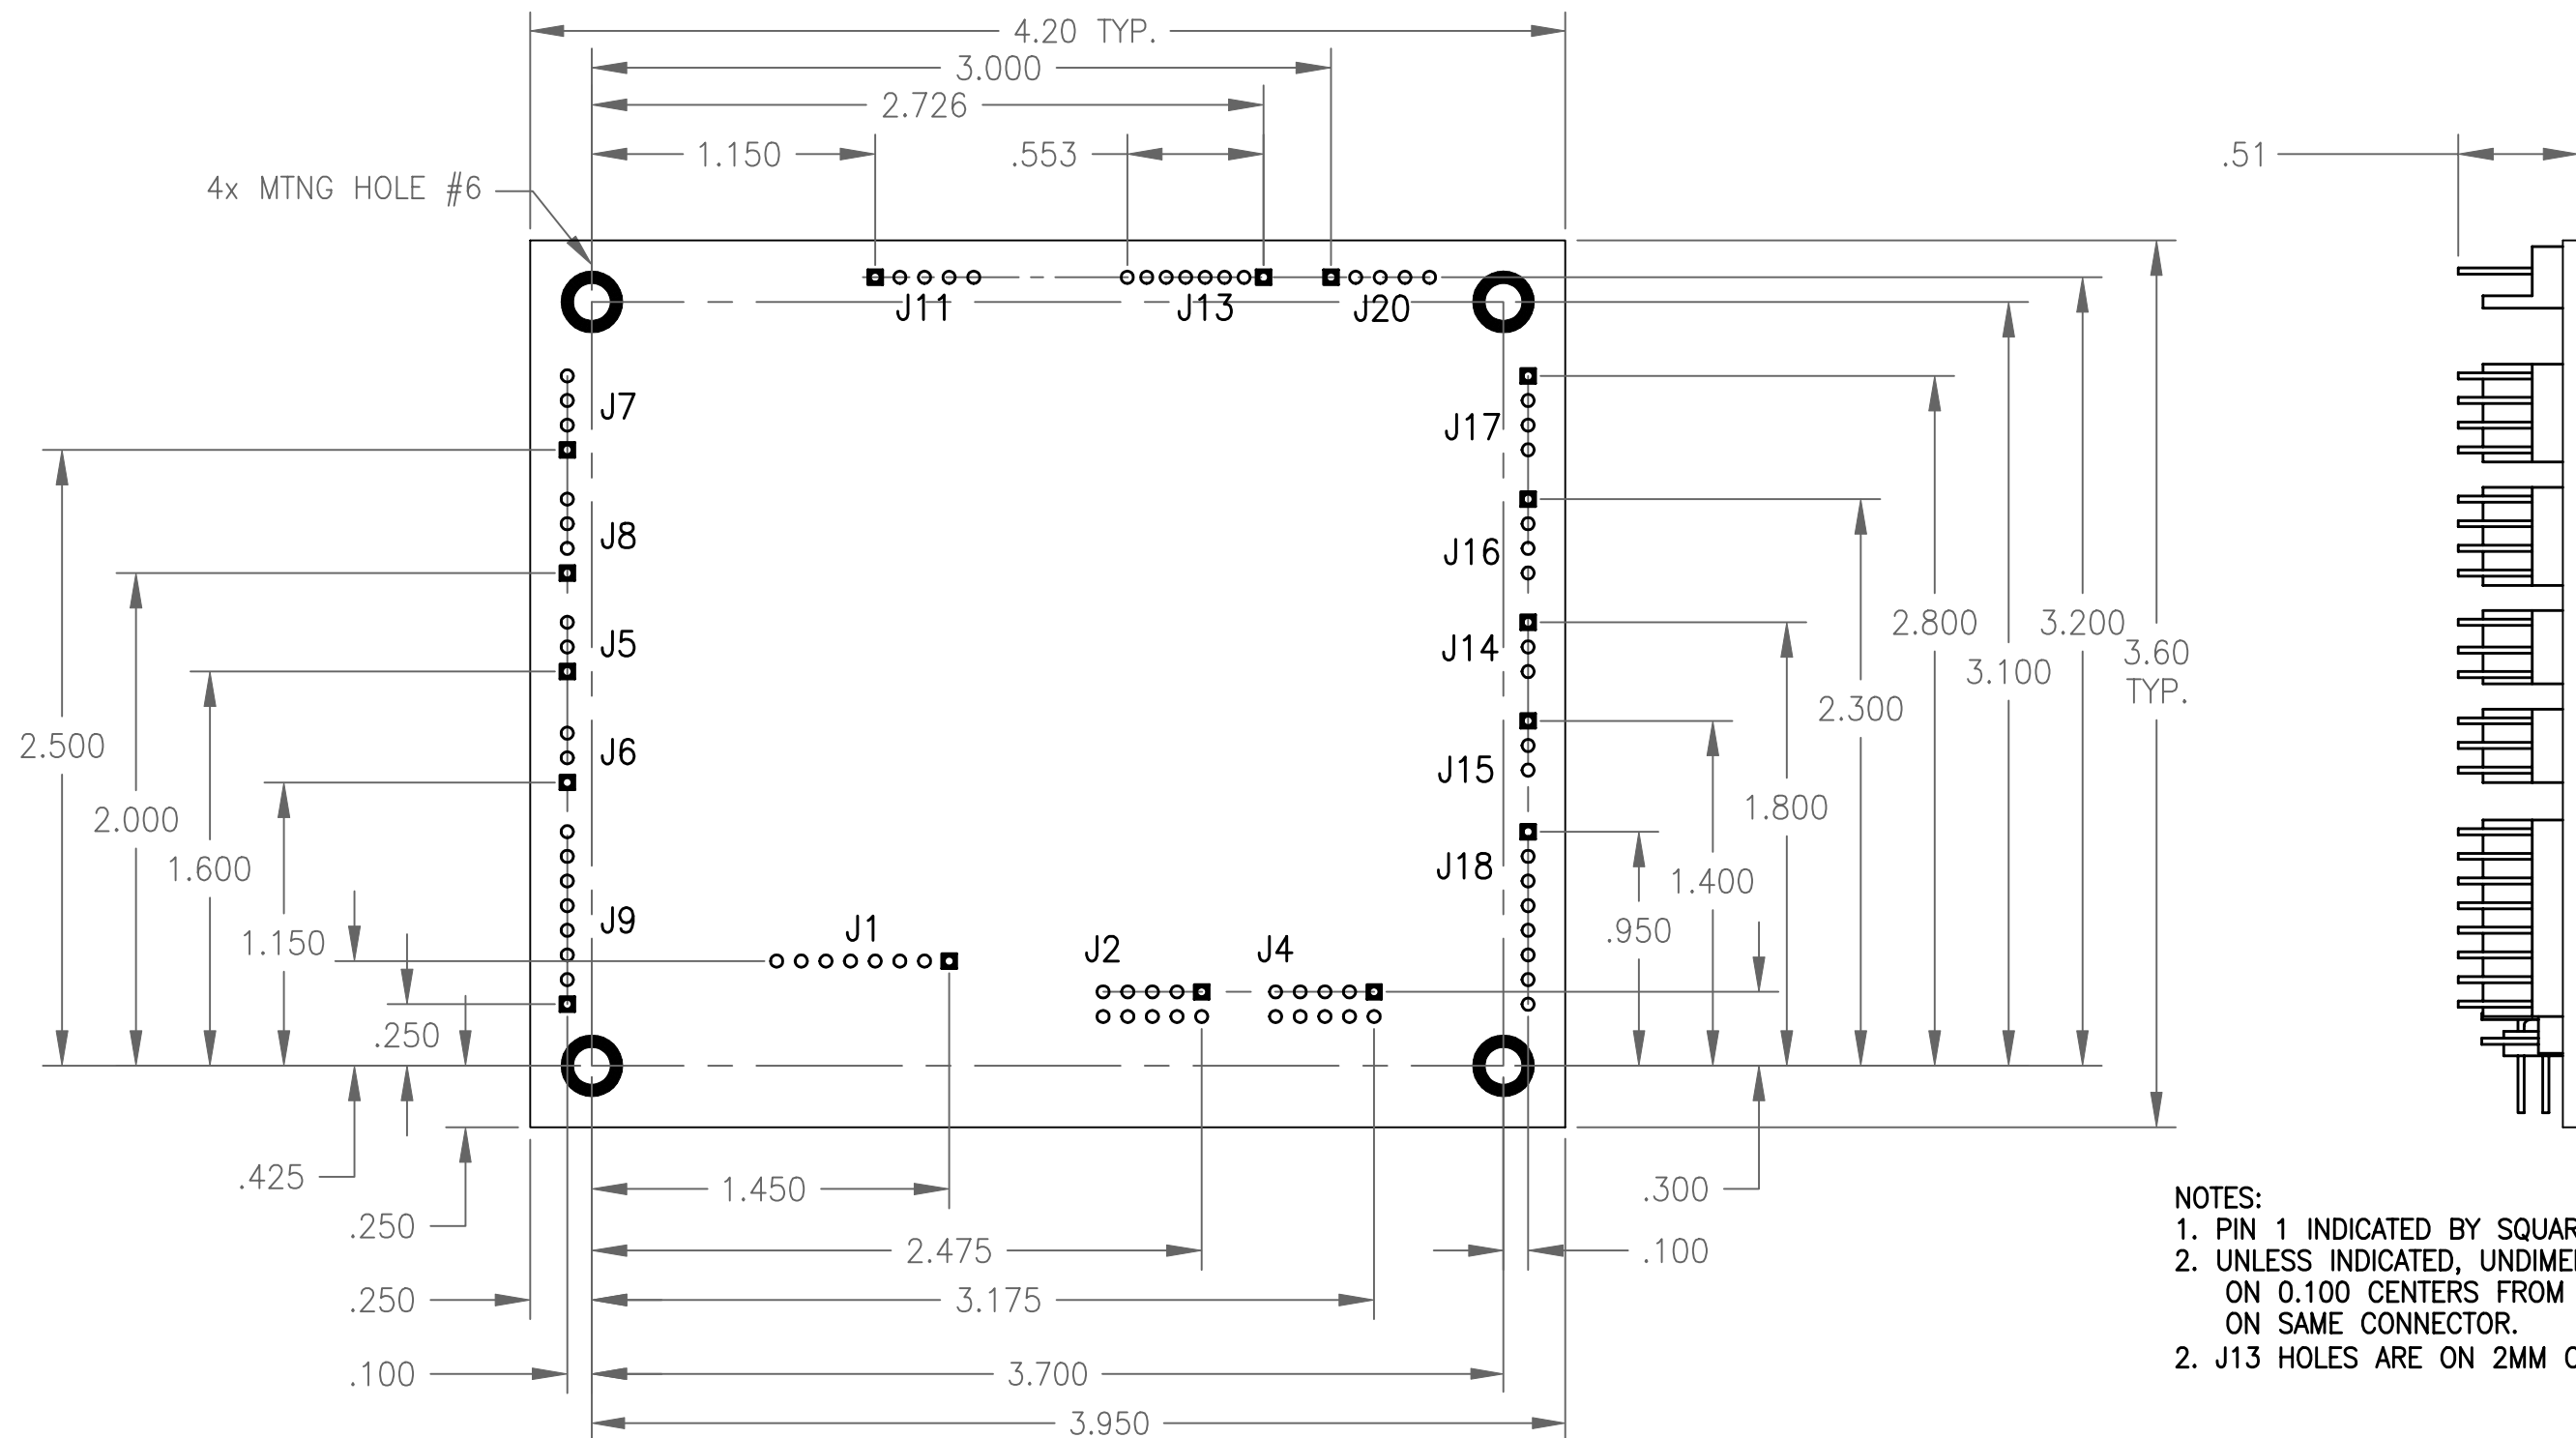 4.20 TYP.
3.000
2.726
1.150
.553
.51
4x MTNG HOLE #6
J11
J13
J20
J7
J17
J8
J16
J5
J14
J6
J15
J9
J18
J1
J2
J4
2.500
2.000
1.600
1.150
.250
.425
.250
.250
.100
2.800
3.200
3.100
3.60
TYP.
2.300
1.800
1.400
.950
.300
.100
1.450
2.475
3.175
3.700
3.950
NOTES:
1. PIN 1 INDICATED BY
2. UNLESS INDICATED,
ON 0.100 CENTERS FROM
ON SAME CONNECTOR.
2. J13 HOLES ARE ON 2MM